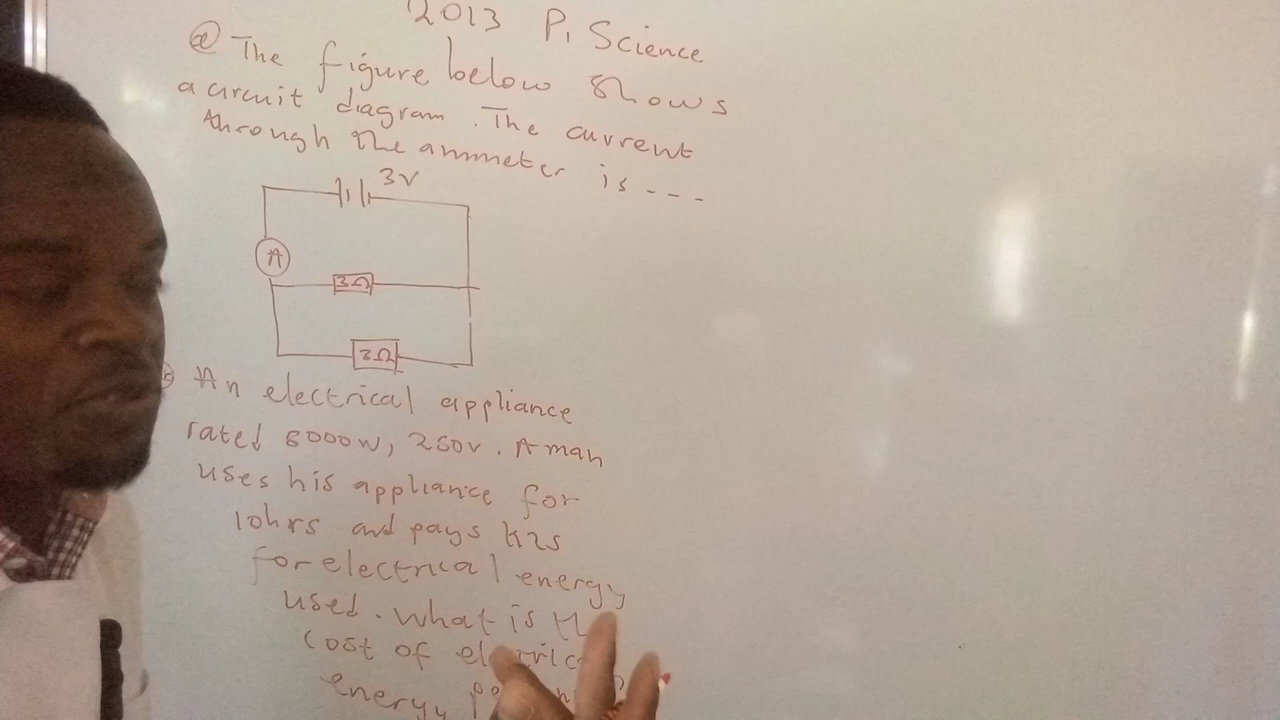 2013 P1 Science
ⓐ The figure below shows
a circuit diagram. The current
through the ammeter is ---
3V
A
3Ω
3Ω
An electrical appliance
rated 8000W, 250V. A man
uses his appliance for
10hrs and pays K25
for electrical energy
used. What is
cost of
energy